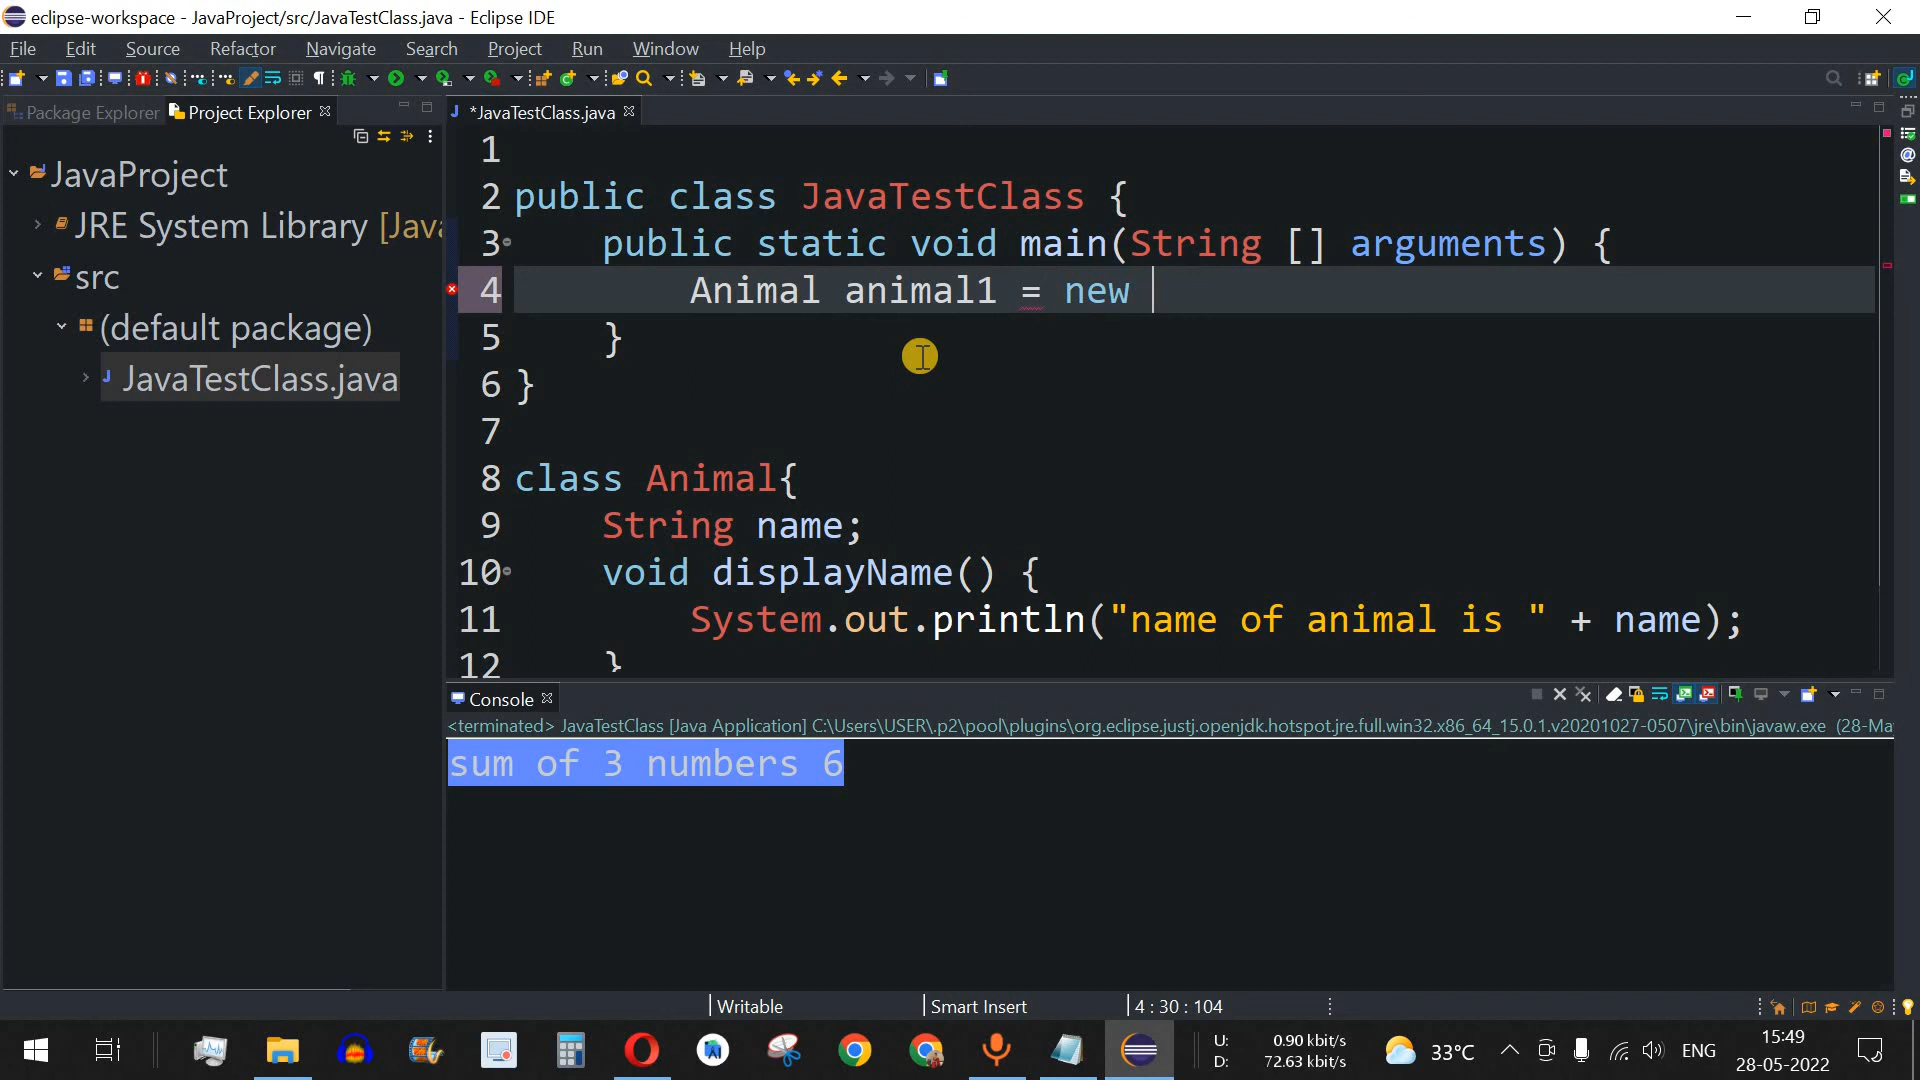 eclipse-workspace - JavaProject/src/JavaTestClass.java - Eclipse IDE
File Edit Source Refactor Navigate Search Project Run Window Help
Package Explorer Project Explorer *JavaTestClass.java
JavaProject
JRE System Library [Java
src
(default package)
JavaTestClass.java
1
2 public class JavaTestClass {
3 public static void main(String [] arguments) {
4 Animal animal1 = new
5 }
6 }
7
8 class Animal{
9 String name;
10 void displayName() {
11 System.out.println("name of animal is " + name);
12 }
Console
<terminated> JavaTestClass [Java Application] C:\Users\USER\.p2\pool\plugins\org.eclipse.justj.openjdk.hotspot.jre.full.win32.x86_64_15.0.1.v20201027-0507\jre\bin\javaw.exe (28-Ma
sum of 3 numbers 6
Writable Smart Insert 4 : 30 : 104
U: 0.90 kbit/s
D: 72.63 kbit/s
33°C
ENG
15:49
28-05-2022